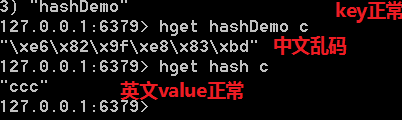 3) "hashDemo"
key正常
127.0.0.1:6379> hget hashDemo c
"\xe6\x82\x9f\xe8\x83\xbd"
中文乱码
127.0.0.1:6379> hget hash c
"ccc"
英文value正常
127.0.0.1:6379>